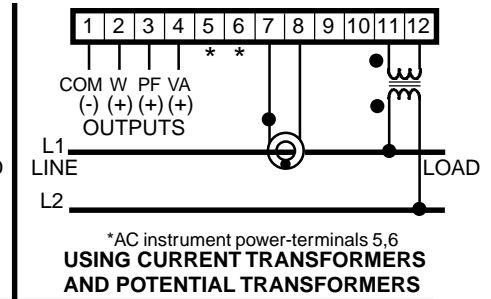 1 2 3 4 5 6 7 8 9 10 11 12
* *
COM W PF VA
(-) (+) (+) (+)
OUTPUTS
L1
LINE
LOAD
L2
*AC instrument power-terminals 5,6
USING CURRENT TRANSFORMERS
AND POTENTIAL TRANSFORMERS